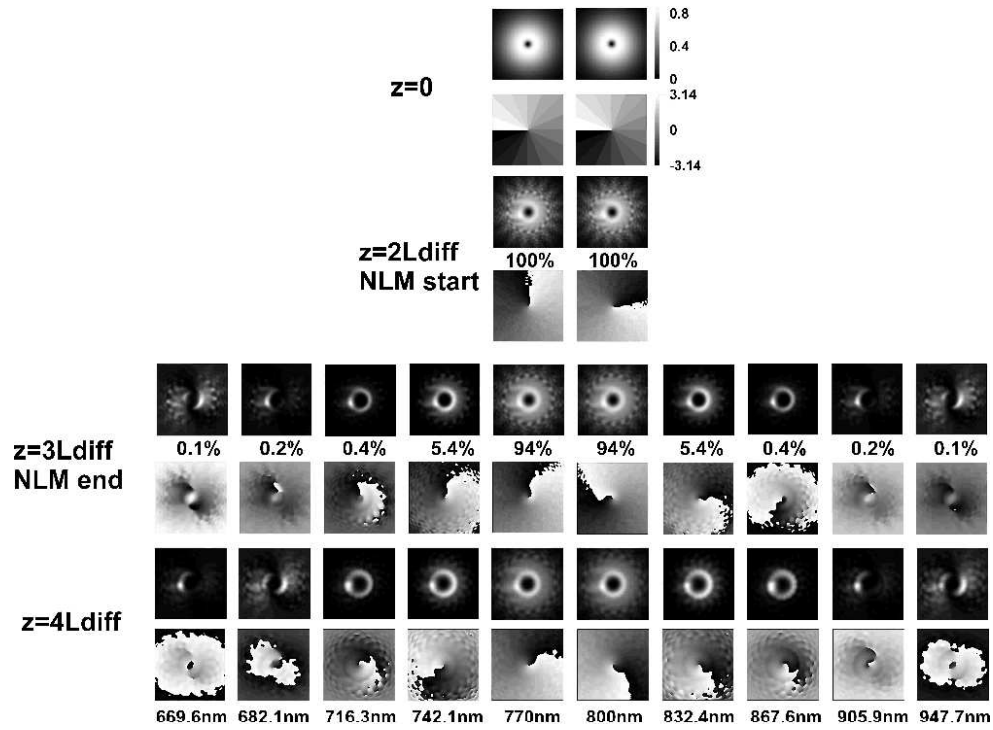 0.8
0.4
0
z=0
3.14
0
-3.14
z=2Ldiff
NLM start
100% 100%
z=3Ldiff
NLM end
0.1% 0.2% 0.4% 5.4% 94% 94% 5.4% 0.4% 0.2% 0.1%
z=4Ldiff
669.6nm 682.1nm 716.3nm 742.1nm 770nm 800nm 832.4nm 867.6nm 905.9nm 947.7nm